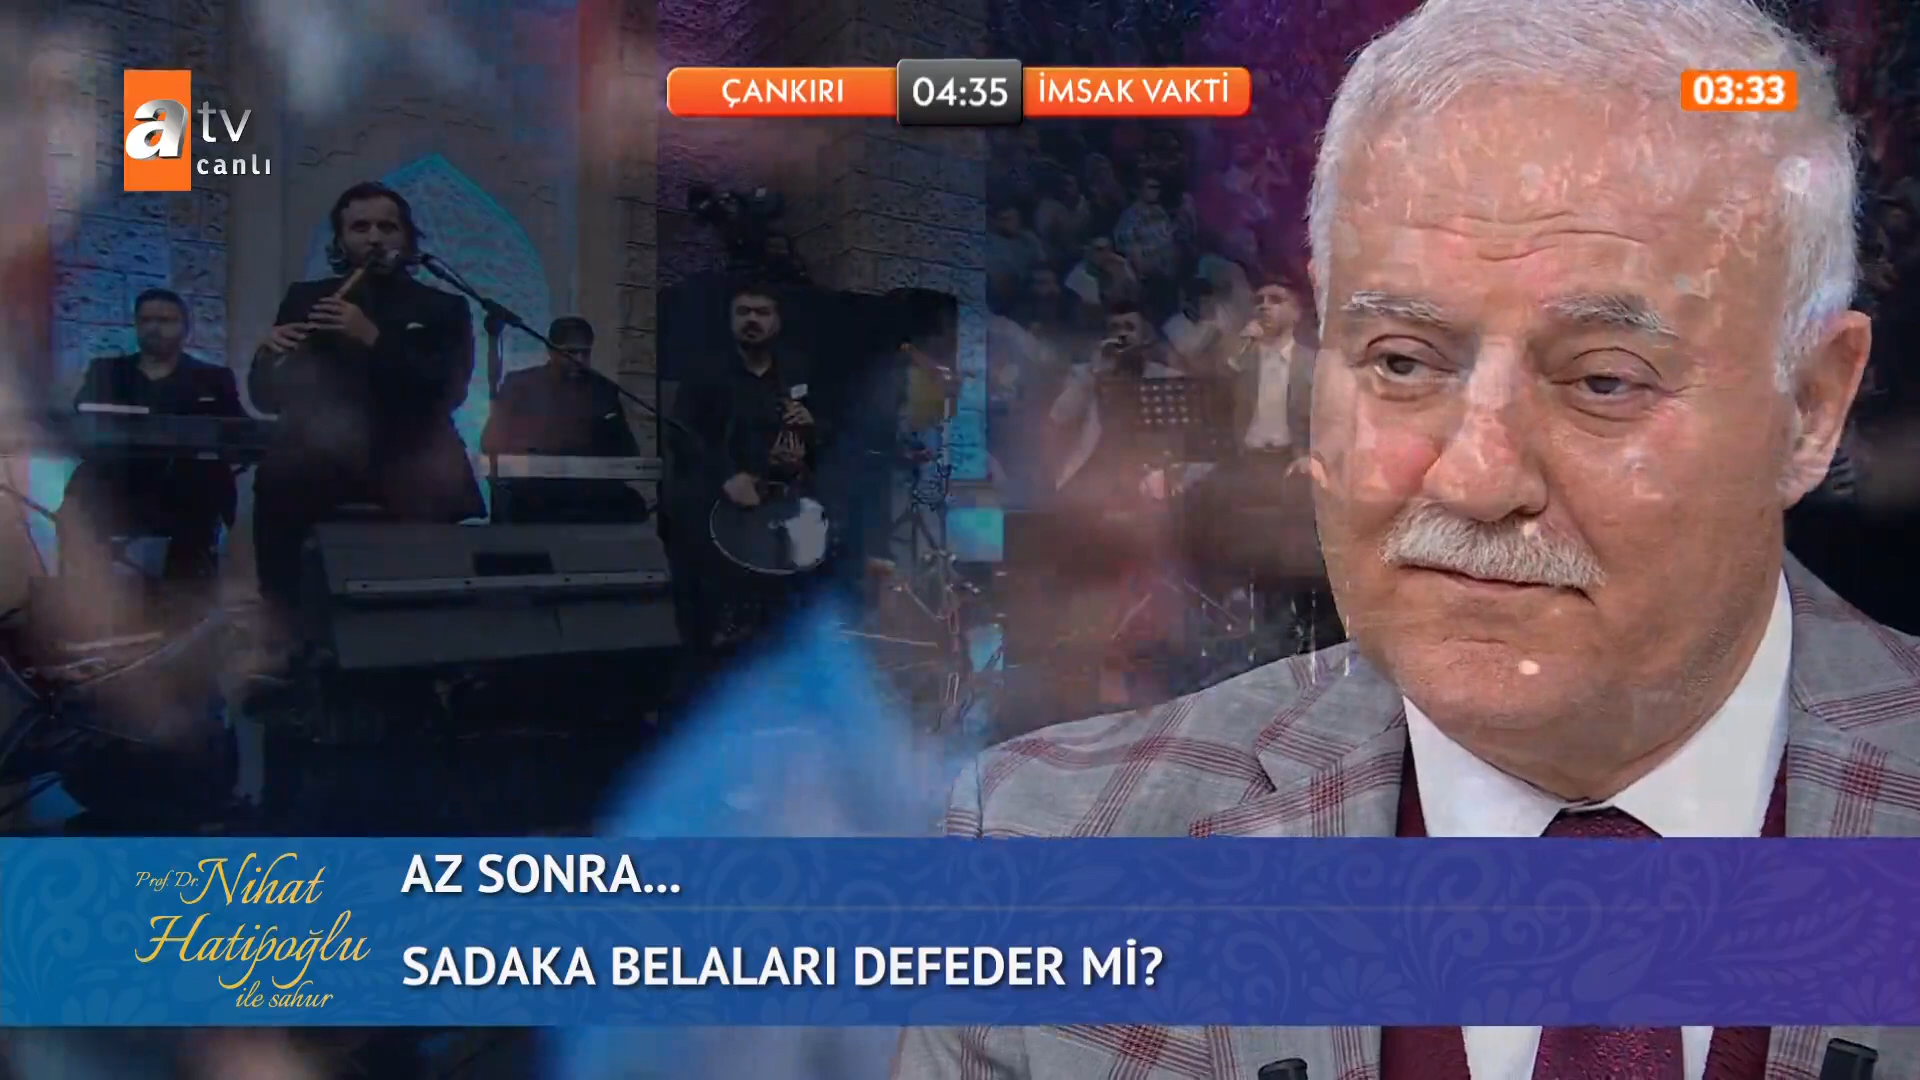 ÇANKIRI 04:35 İMSAK VAKTİ
03:33
atv
canlı
AZ SONRA...
Prof. Dr. Nihat
Hatipoğlu
ile sahur
SADAKA BELALARI DEFEDER Mİ?